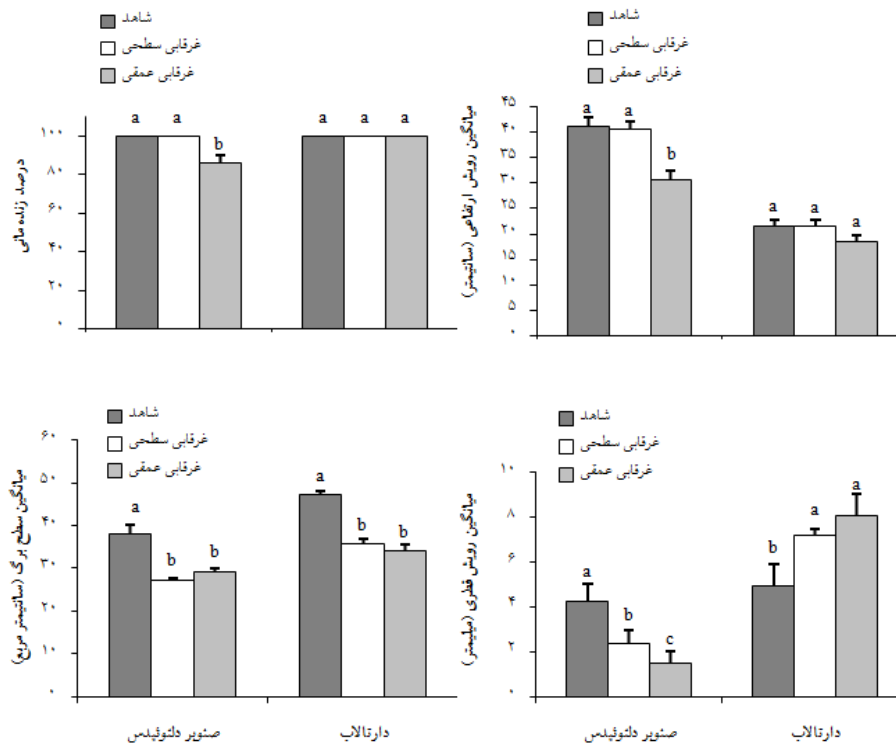 شاهد
غرقابی سطحی
غرقابی عمقی
درصد زنده مانی
۱۰۰
۸۰
۶۰
۴۰
۲۰
۰
a a b a a a
شاهد
غرقابی سطحی
غرقابی عمقی
میانگین رویش ارتفاعی (سانتیمتر)
۴۵
۴۰
۳۵
۳۰
۲۵
۲۰
۱۵
۱۰
۵
۰
a a b a a a
شاهد
غرقابی سطحی
غرقابی عمقی
میانگین سطح برگ (سانتیمتر مربع)
۶۰
۵۰
۴۰
۳۰
۲۰
۱۰
۰
a b b a b b
صنوبر دلتوئیدس
دارتالاب
شاهد
غرقابی سطحی
غرقابی عمقی
میانگین رویش قطری (میلیمتر)
۱۰
۸
۶
۴
۲
۰
a b c b a a
صنوبر دلتوئیدس
دارتالاب